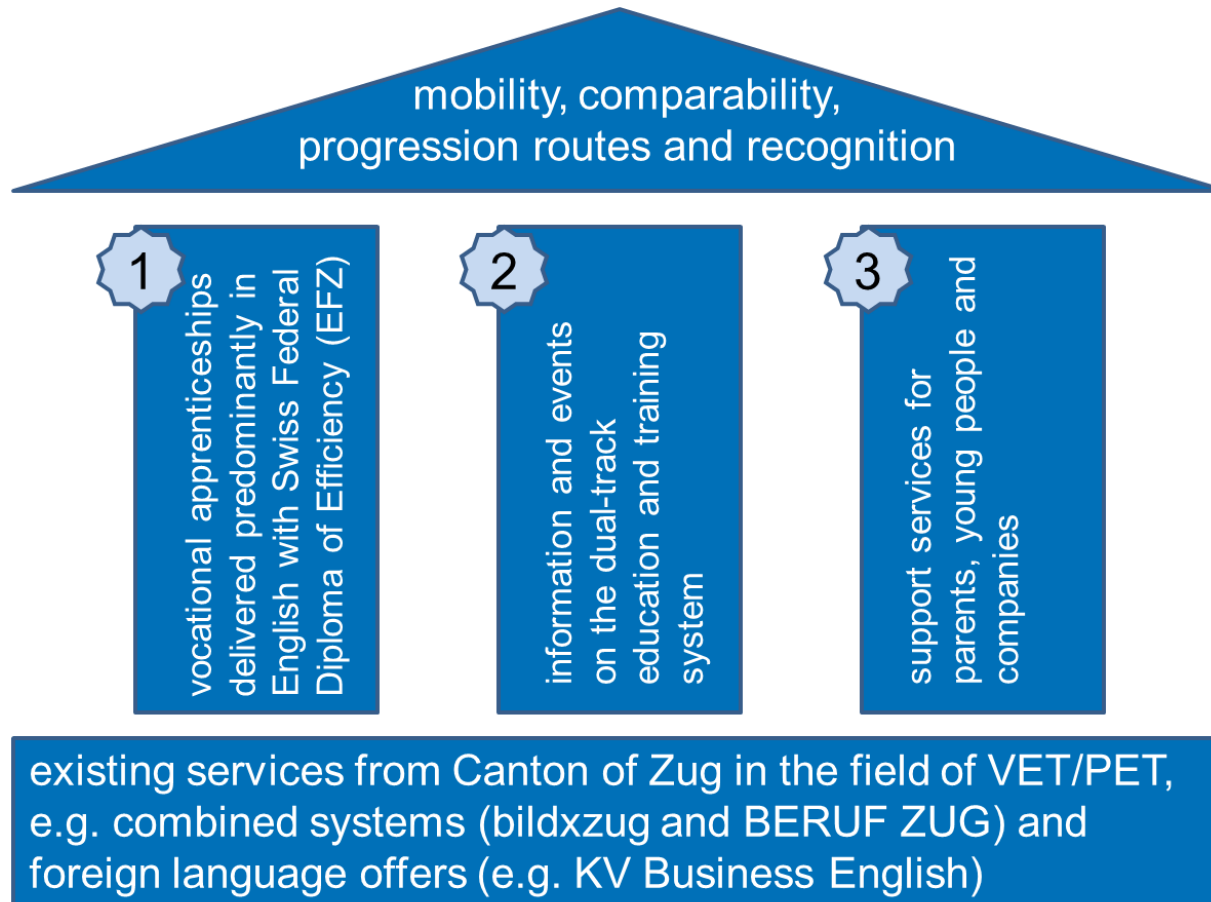 mobility, comparability,
progression routes and recognition
1
vocational apprenticeships
delivered predominantly in
English with Swiss Federal
Diploma of Efficiency (EFZ)
2
information and events
on the dual-track
education and training
system
3
support services for
parents, young people and
companies
existing services from Canton of Zug in the field of VET/PET,
e.g. combined systems (bildxzug and BERUF ZUG) and
foreign language offers (e.g. KV Business English)